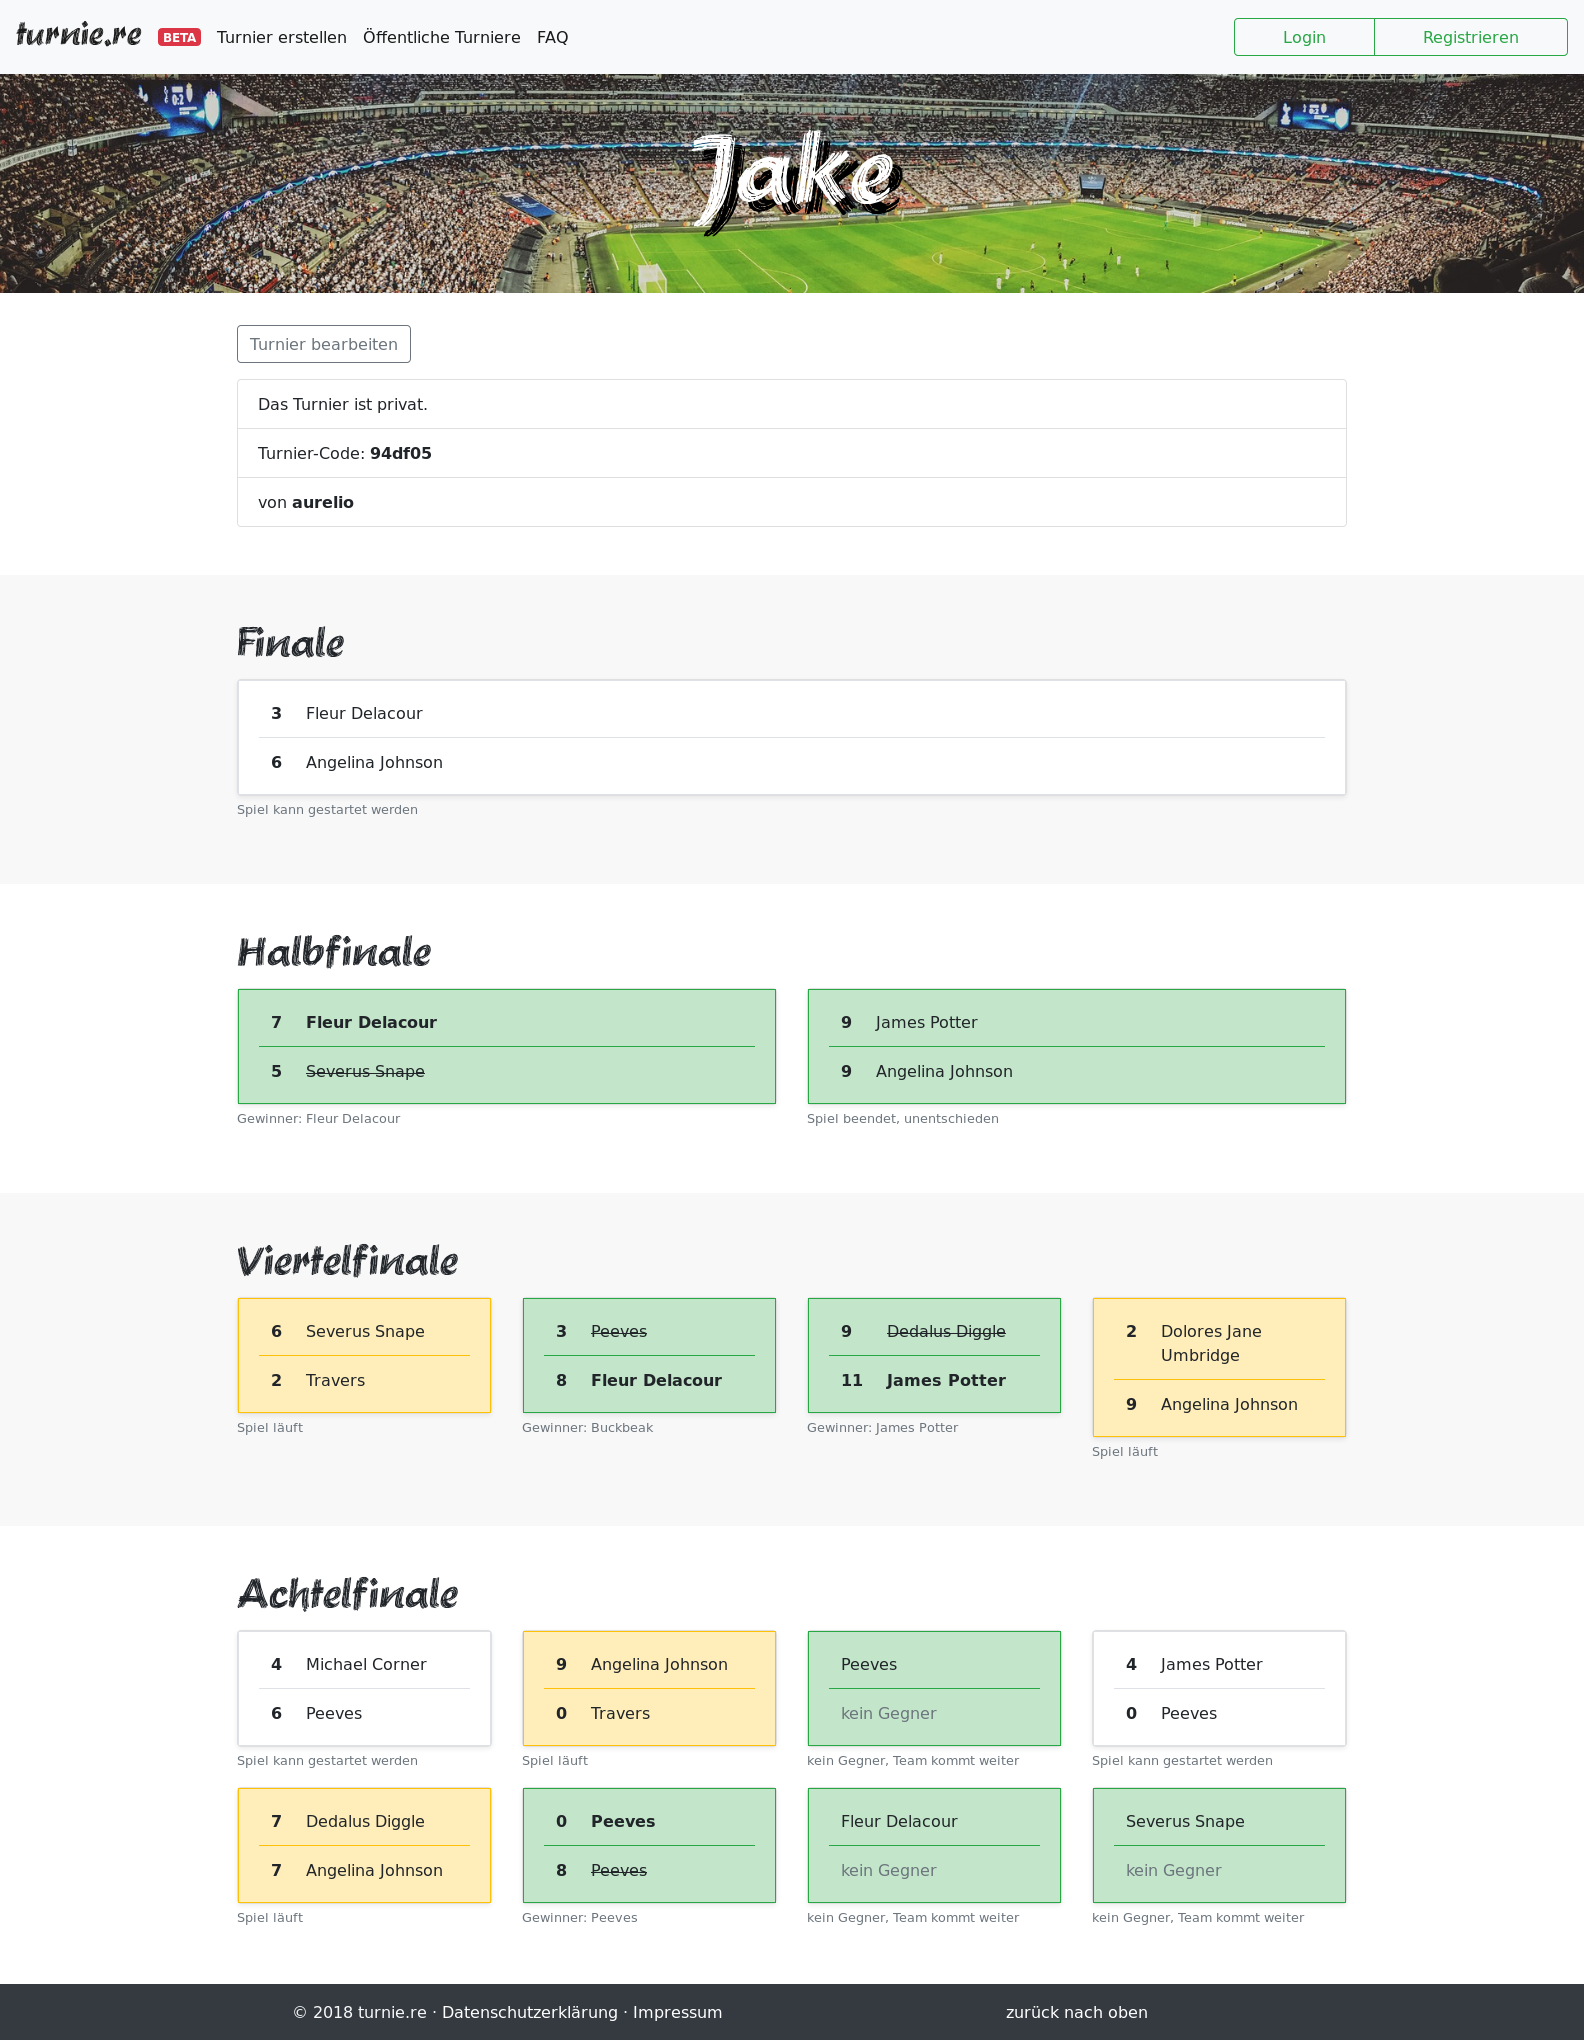 turnie.re BETA Turnier erstellen Öffentliche Turniere FAQ Login Registrieren
Jake
Turnier bearbeiten
Das Turnier ist privat.
Turnier-Code: 94df05
von aurelio
Finale
3 Fleur Delacour
6 Angelina Johnson
Spiel kann gestartet werden
Halbfinale
7 Fleur Delacour
5 Severus Snape
Gewinner: Fleur Delacour
9 James Potter
9 Angelina Johnson
Spiel beendet, unentschieden
Viertelfinale
6 Severus Snape
2 Travers
Spiel läuft
3 Peeves
8 Fleur Delacour
Gewinner: Buckbeak
9 Dedalus Diggle
11 James Potter
Gewinner: James Potter
2 Dolores Jane
Umbridge
9 Angelina Johnson
Spiel läuft
Achtelfinale
4 Michael Corner
6 Peeves
Spiel kann gestartet werden
9 Angelina Johnson
0 Travers
Spiel läuft
Peeves
kein Gegner
kein Gegner, Team kommt weiter
4 James Potter
0 Peeves
Spiel kann gestartet werden
7 Dedalus Diggle
7 Angelina Johnson
Spiel läuft
0 Peeves
8 Peeves
Gewinner: Peeves
Fleur Delacour
kein Gegner
kein Gegner, Team kommt weiter
Severus Snape
kein Gegner
kein Gegner, Team kommt weiter
© 2018 turnie.re · Datenschutzerklärung · Impressum zurück nach oben